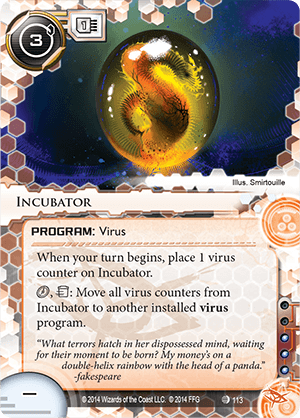 3
1
Illus. Smirtouille
INCUBATOR
PROGRAM: Virus
When your turn begins, place 1 virus
counter on Incubator.
, : Move all virus counters from
Incubator to another installed virus
program.
“What terrors hatch in her dispossessed mind, waiting
for their moment to be born? My money's on a
double-helix rainbow with the head of a panda.”
-fakespeare
–
© 2014 Wizards of the Coast LLC. © 2014 FFG
113